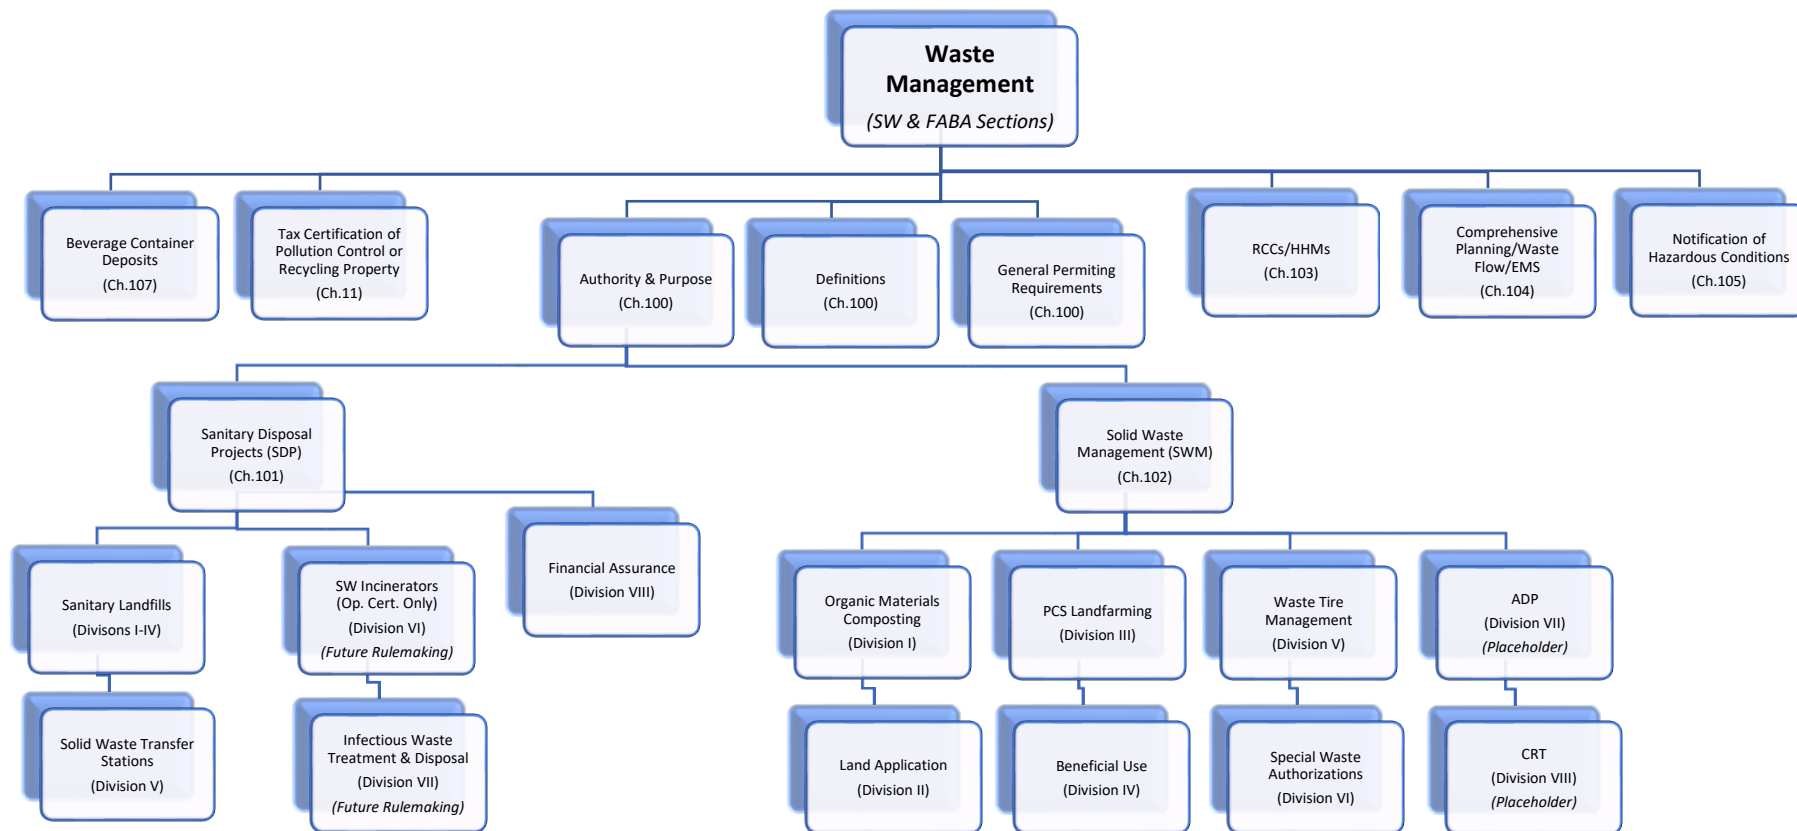 Waste
Management
(SW & FABA Sections)
Beverage Container
Deposits
(Ch.107)
Tax Certification of
Pollution Control or
Recycling Property
(Ch.11)
Authority & Purpose
(Ch.100)
Definitions
(Ch.100)
General Permiting
Requirements
(Ch.100)
RCCs/HHMs
(Ch.103)
Comprehensive
Planning/Waste
Flow/EMS
(Ch.104)
Notification of
Hazardous Conditions
(Ch.105)
Sanitary Disposal
Projects (SDP)
(Ch.101)
Solid Waste
Management (SWM)
(Ch.102)
Sanitary Landfills
(Divisons I-IV)
SW Incinerators
(Op. Cert. Only)
(Division VI)
(Future Rulemaking)
Financial Assurance
(Division VIII)
Organic Materials
Composting
(Division I)
PCS Landfarming
(Division III)
Waste Tire
Management
(Division V)
ADP
(Division VII)
(Placeholder)
Solid Waste Transfer
Stations
(Division V)
Infectious Waste
Treatment & Disposal
(Division VII)
(Future Rulemaking)
Land Application
(Division II)
Beneficial Use
(Division IV)
Special Waste
Authorizations
(Division VI)
CRT
(Division VIII)
(Placeholder)